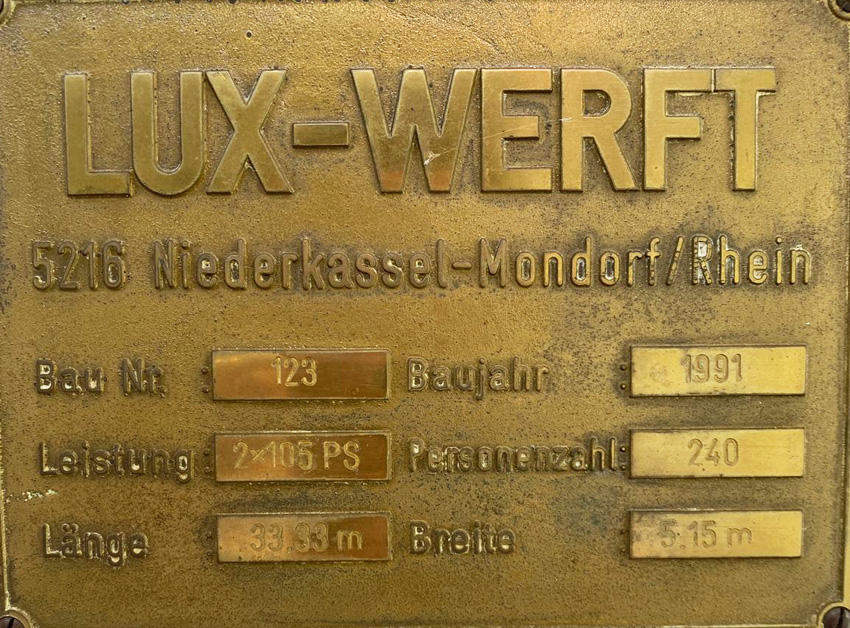 LUX-WERFT
5216 Niederkassel-Mondorf/Rhein
Bau Nr.: 123 Baujahr: 1991
Leistung: 2×105 PS Personenzahl: 240
Länge: 33.93 m Breite: 5.15 m